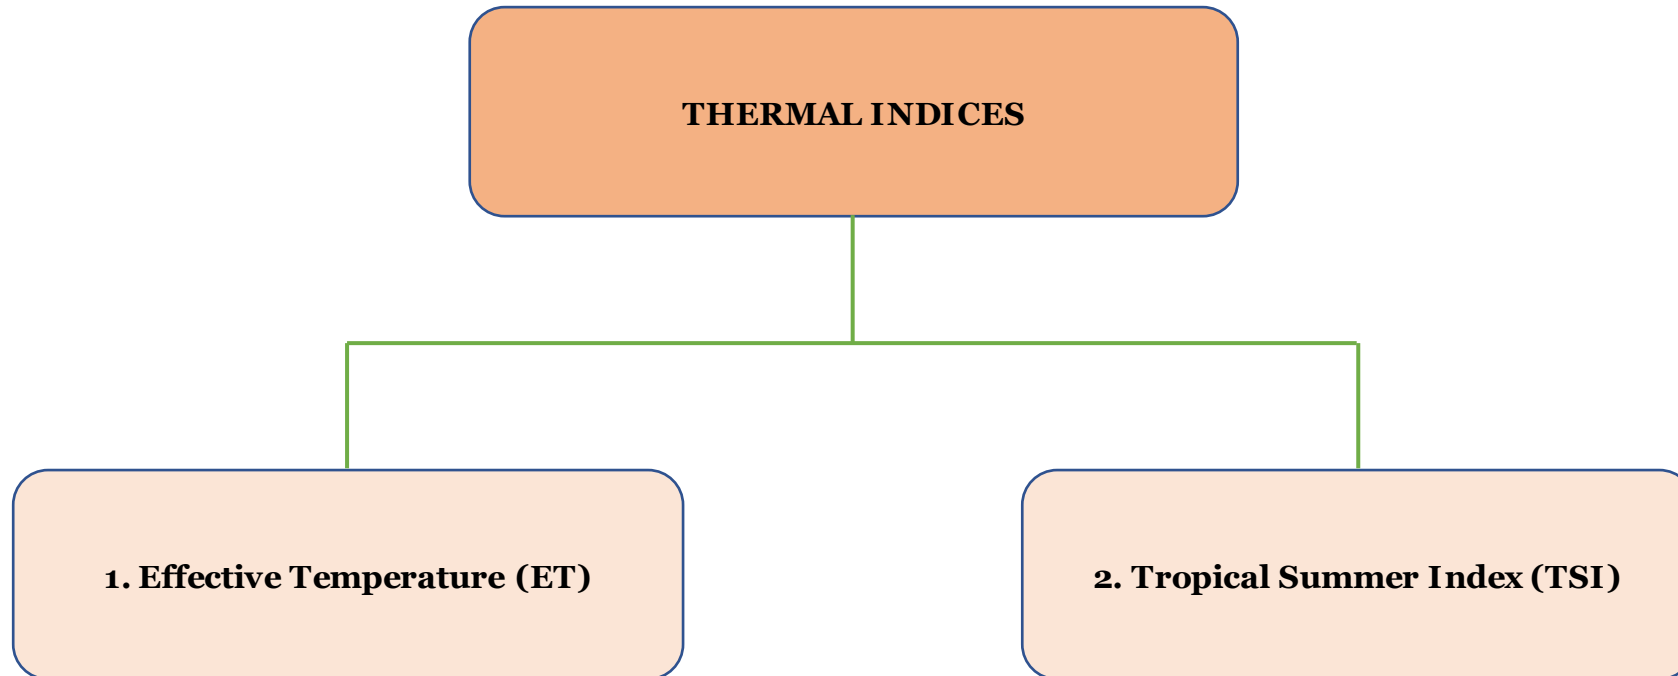 THERMAL INDICES
1. Effective Temperature (ET)
2. Tropical Summer Index (TSI)